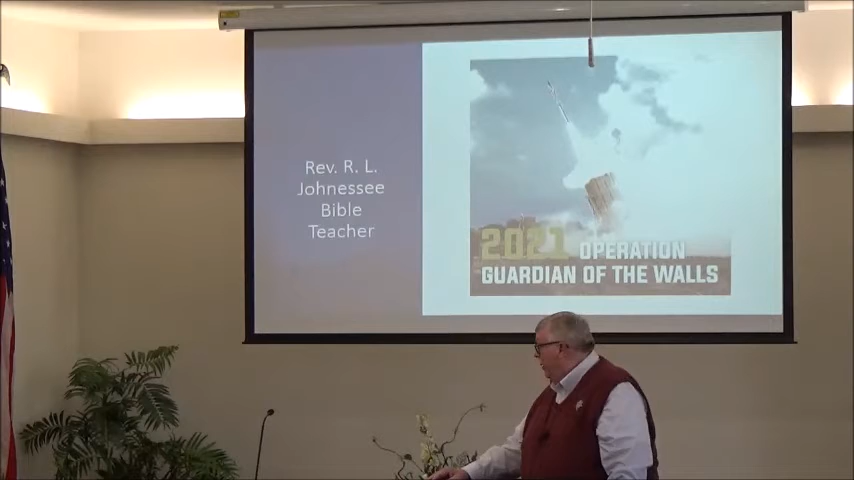 Rev. R. L.
Johnessee
Bible
Teacher
2021 OPERATION
GUARDIAN OF THE WALLS